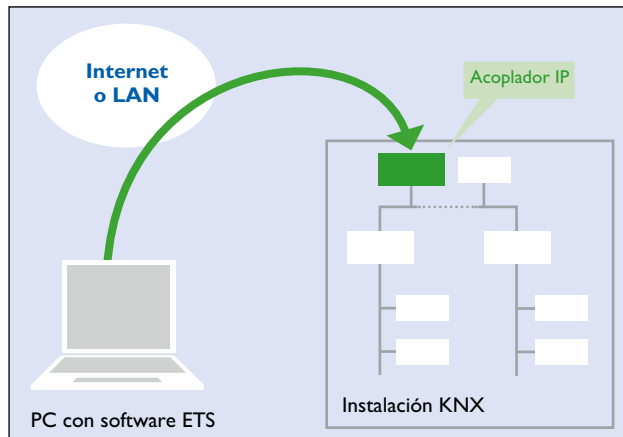 Internet
o LAN
Acoplador IP
PC con software ETS
Instalación KNX